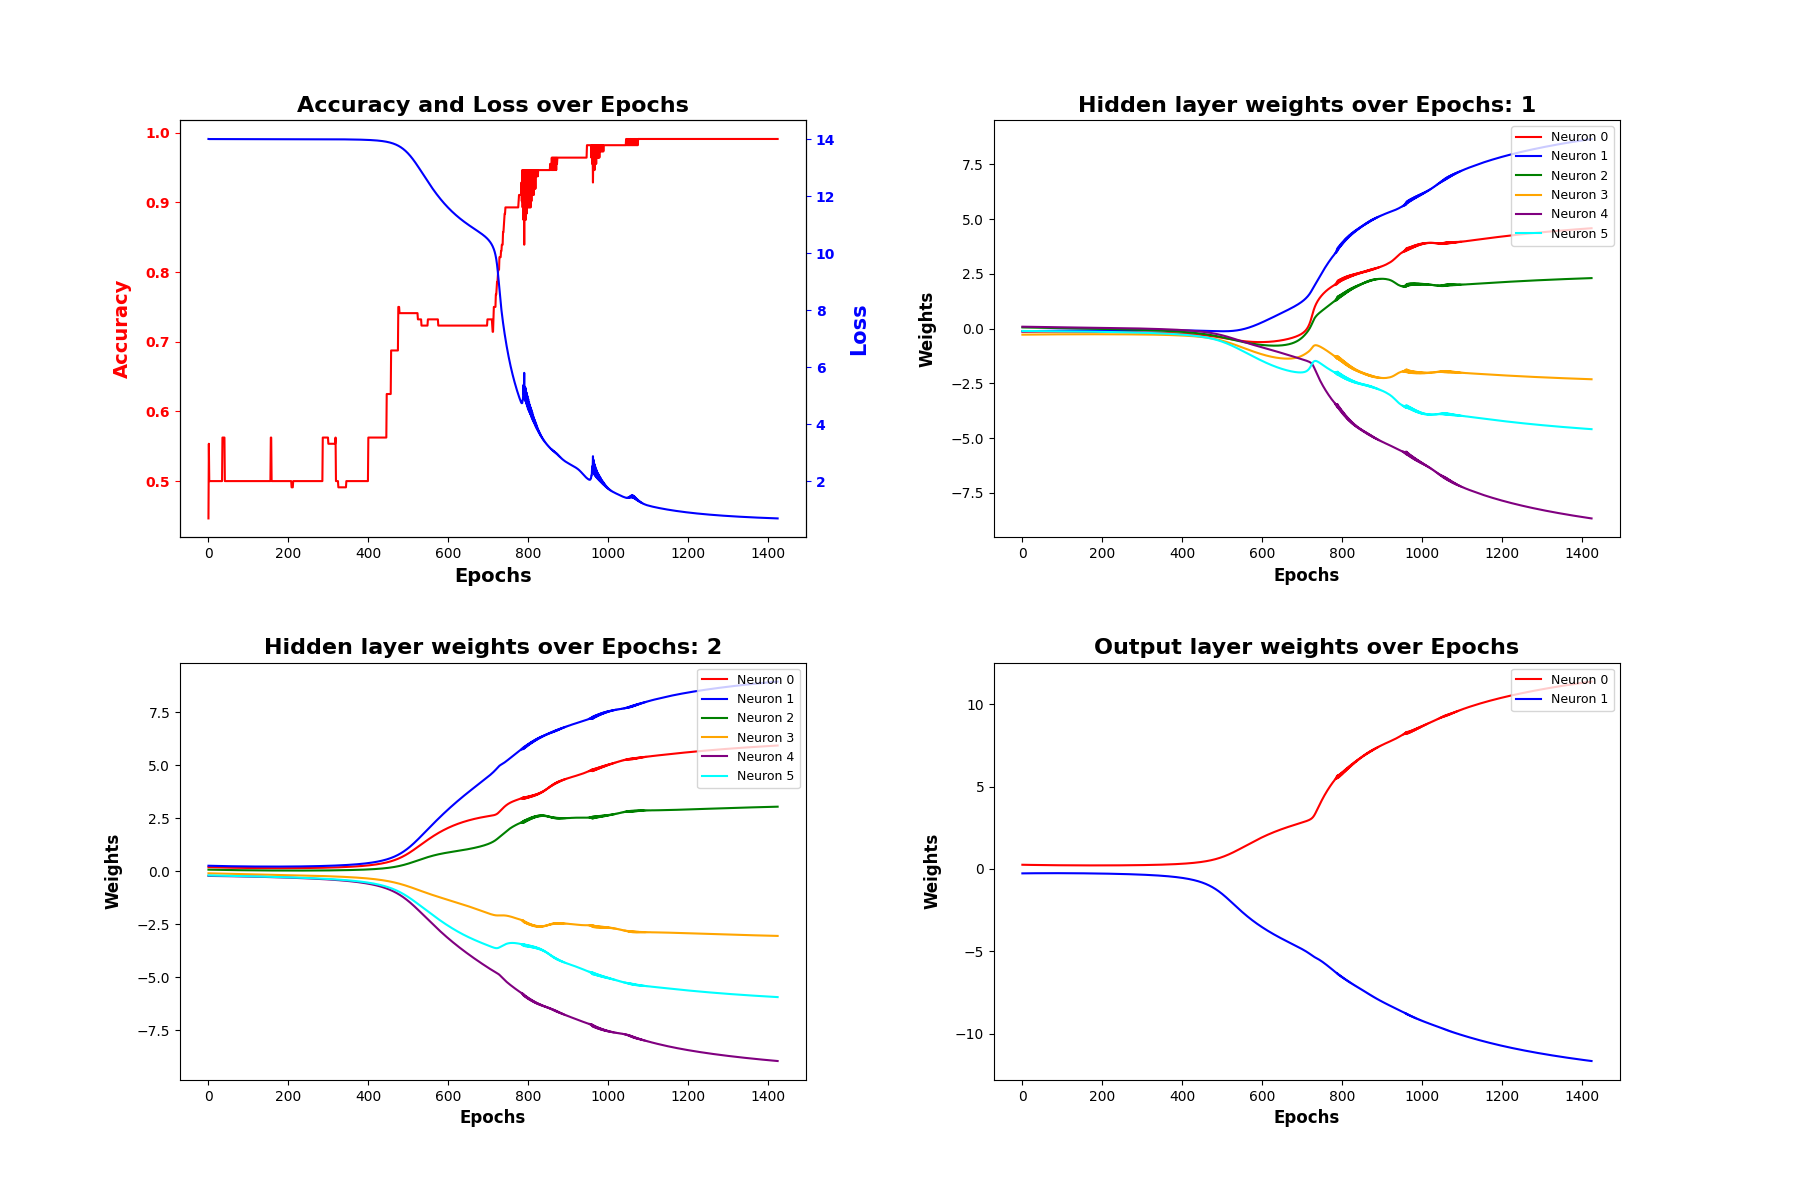 Accuracy and Loss over Epochs
1.0
0.9
0.8
0.7
0.6
0.5
Accuracy
14
12
10
8
6
4
2
Loss
0 200 400 600 800 1000 1200 1400
Epochs
Hidden layer weights over Epochs: 1
7.5
5.0
2.5
0.0
−2.5
−5.0
−7.5
Weights
Neuron 0
Neuron 1
Neuron 2
Neuron 3
Neuron 4
Neuron 5
0 200 400 600 800 1000 1200 1400
Epochs
Hidden layer weights over Epochs: 2
7.5
5.0
2.5
0.0
−2.5
−5.0
−7.5
Weights
Neuron 0
Neuron 1
Neuron 2
Neuron 3
Neuron 4
Neuron 5
0 200 400 600 800 1000 1200 1400
Epochs
Output layer weights over Epochs
10
5
0
−5
−10
Weights
Neuron 0
Neuron 1
0 200 400 600 800 1000 1200 1400
Epochs